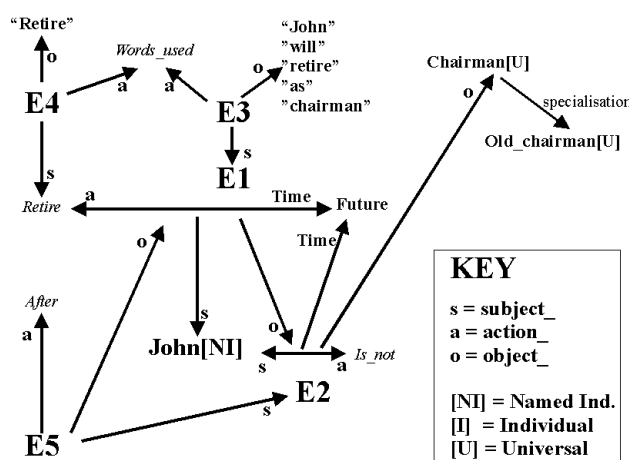 “Retire”
o
Words_used
a
a
E4
s
Retire
“John”
”will”
”retire”
”as”
”chairman”
o
E3
s
E1
a
Time
Future
Time
Chairman[U]
o
specialisation
Old_chairman[U]
After
a
o
s
John[NI]
o
s
a
Is_not
E2
s
E5
KEY
s = subject_
a = action_
o = object_
[NI] = Named Ind.
[I] = Individual
[U] = Universal